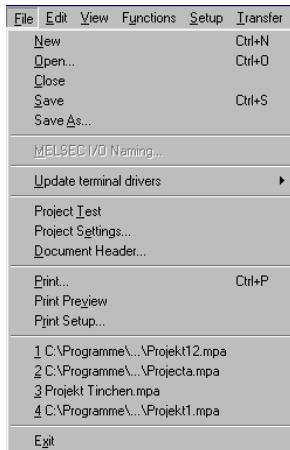 File Edit View Functions Setup Transfer
New Ctrl+N
Open... Ctrl+O
Close
Save Ctrl+S
Save As...
MELSEC I/O Naming...
Update terminal drivers
Project Test
Project Settings...
Document Header...
Print... Ctrl+P
Print Preview
Print Setup...
1 C:\Programme\...\Projekt12.mpa
2 C:\Programme\...\Projecta.mpa
3 Projekt Tinchen.mpa
4 C:\Programme\...\Projekt1.mpa
Exit